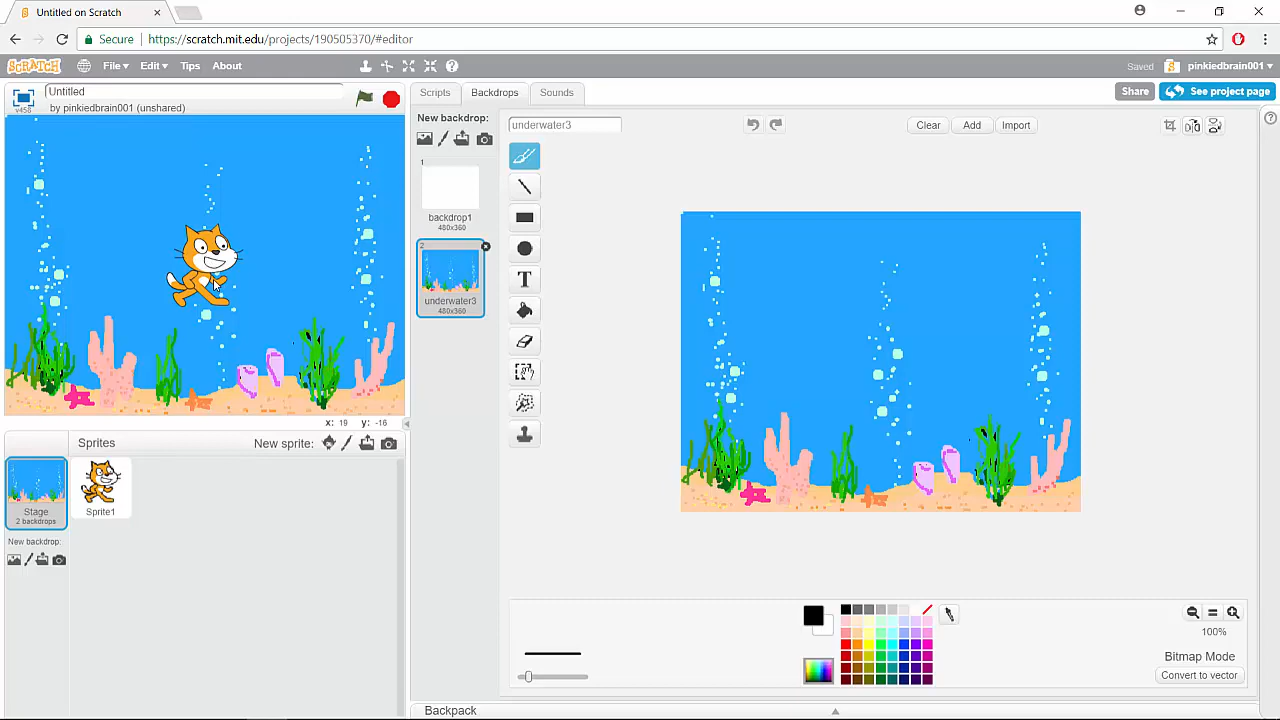 Untitled on Scratch
Secure
https://scratch.mit.edu/projects/190505370/#editor
SCRATCH
File
Edit
Tips
About
Saved
pinkiedbrain001
Untitled
by pinkiedbrain001 (unshared)
v458
Scripts
Backdrops
Sounds
Share
See project page
New backdrop:
1
backdrop1
480x360
2
underwater3
480x360
underwater3
Clear
Add
Import
T
x: 19 y: -16
Sprites
New sprite:
Stage
2 backdrops
Sprite1
New backdrop:
100%
Bitmap Mode
Convert to vector
Backpack